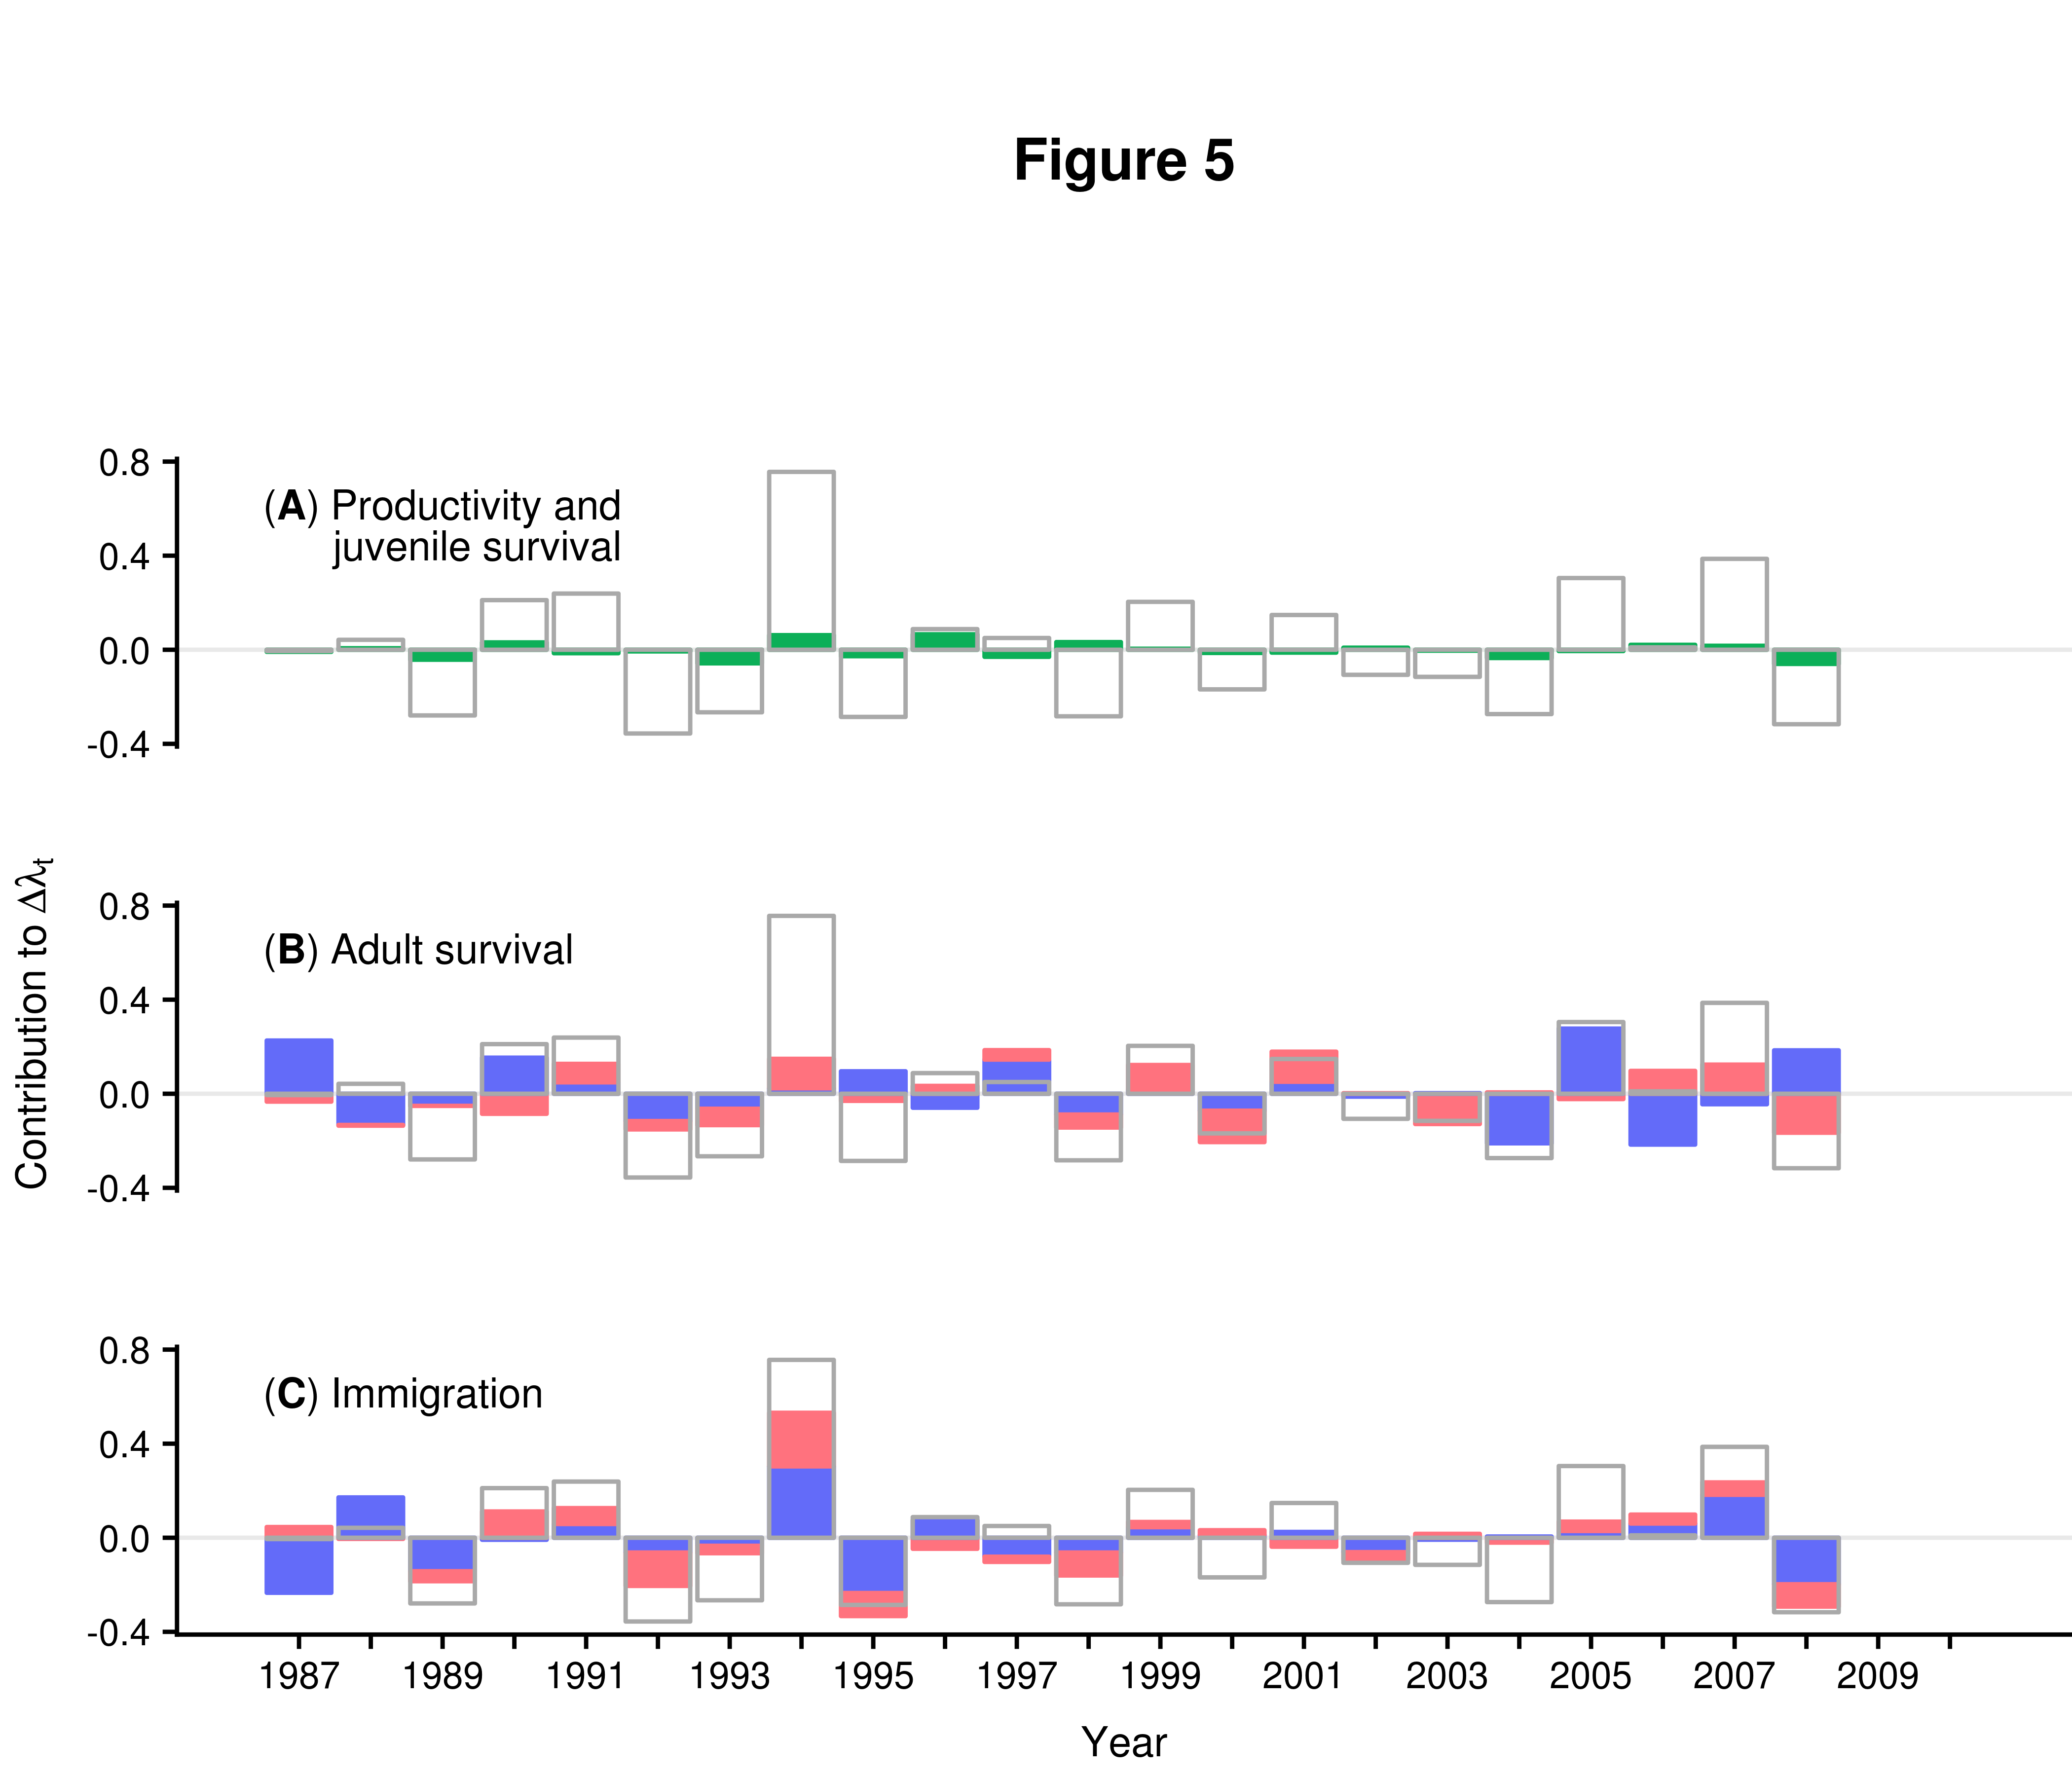 Figure 5
0.8
(A) Productivity and
juvenile survival
0.4
0.0
-0.4
Contribution to Δλt
0.8
(B) Adult survival
0.4
0.0
-0.4
0.8
(C) Immigration
0.4
0.0
-0.4
1987 1989 1991 1993 1995 1997 1999 2001 2003 2005 2007 2009
Year